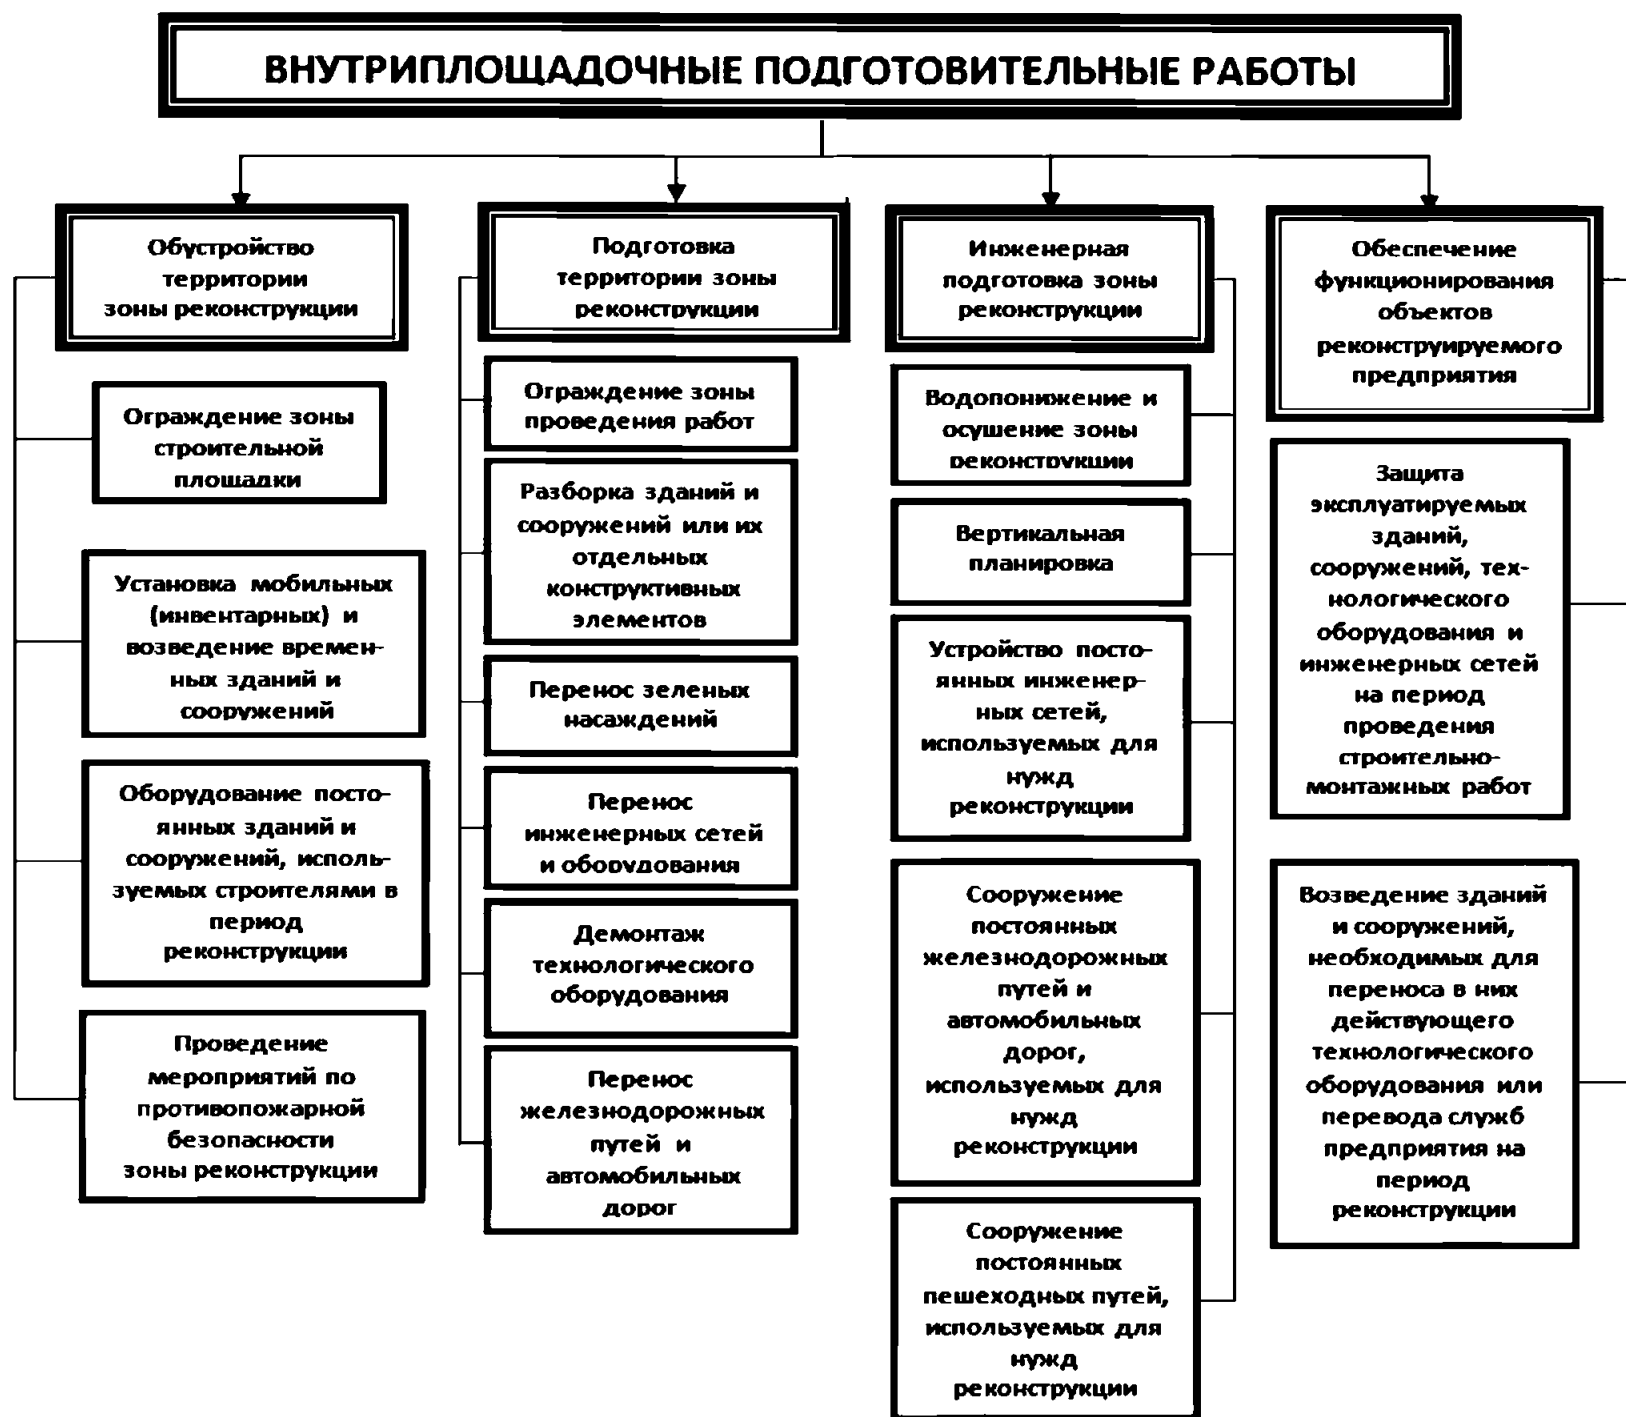 ВНУТРИПЛОЩАДОЧНЫЕ ПОДГОТОВИТЕЛЬНЫЕ РАБОТЫ
Обустройство
территории
зоны реконструкции
Ограждение зоны
строительной
площадки
Установка мобильных
(инвентарных) и
возведение времен-
ных зданий и
сооружений
Оборудование посто-
янных зданий и
сооружений, исполь-
зуемых строителями в
период
реконструкции
Проведение
мероприятий по
противопожарной
безопасности
зоны реконструкции
Подготовка
территории зоны
реконструкции
Ограждение зоны
проведения работ
Разборка зданий и
сооружений или их
отдельных
конструктивных
элементов
Перенос зеленых
насаждений
Перенос
инженерных сетей
и оборудования
Демонтаж
технологического
оборудования
Перенос
железнодорожных
путей и
автомобильных
дорог
Инженерная
подготовка зоны
реконструкции
Водопонижение и
осушение зоны
реконструкции
Вертикальная
планировка
Устройство посто-
янных инженер-
ных сетей,
используемых для
нужд
реконструкции
Сооружение
постоянных
железнодорожных
путей и
автомобильных
дорог,
используемых для
нужд
реконструкции
Сооружение
постоянных
пешеходных путей,
используемых для
нужд
реконструкции
Обеспечение
функционирования
объектов
реконструируемого
предприятия
Защита
эксплуатируемых
зданий,
сооружений, тех-
нологического
оборудования и
инженерных сетей
на период
проведения
строительно-
монтажных работ
Возведение зданий
и сооружений,
необходимых для
переноса в них
действующего
технологического
оборудования или
перевода служб
предприятия на
период
реконструкции